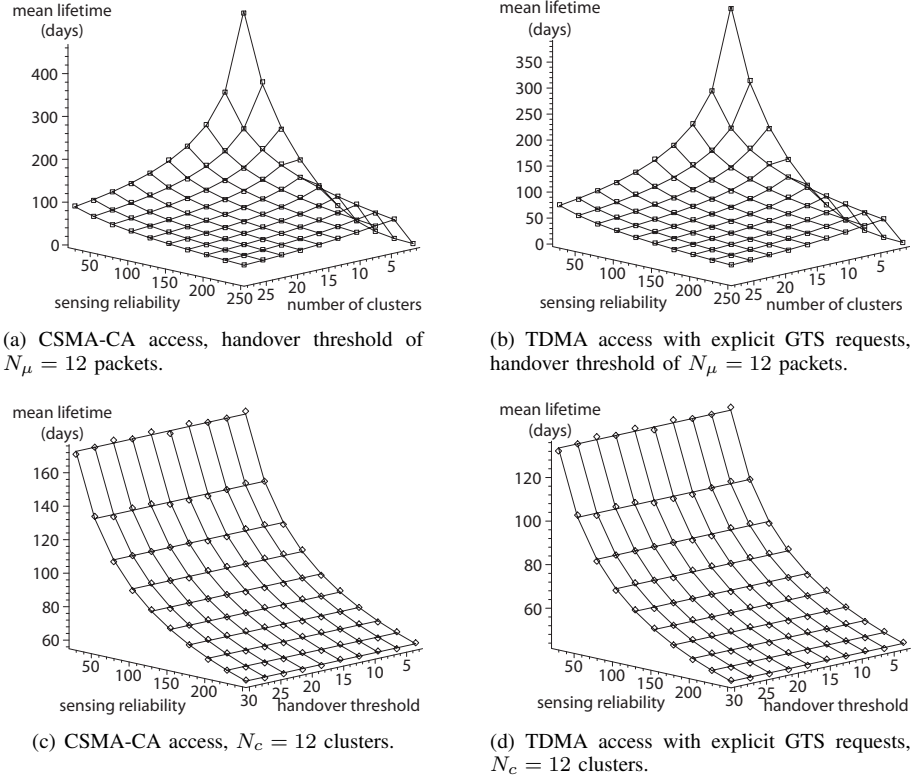 mean lifetime
(days)
400
300
200
100
0
50
100
150
200
250
25
20
15
10
5
sensing reliability
number of clusters
mean lifetime
(days)
350
300
250
200
150
100
50
0
50
100
150
200
250
25
20
15
10
5
sensing reliability
number of clusters
(a) CSMA-CA access, handover threshold of
N_μ = 12 packets.
(b) TDMA access with explicit GTS requests,
handover threshold of N_μ = 12 packets.
mean lifetime
(days)
160
140
120
100
80
60
50
100
150
200
30
25
20
15
10
5
sensing reliability
handover threshold
mean lifetime
(days)
120
100
80
60
50
100
150
200
30
25
20
15
10
5
sensing reliability
handover threshold
(c) CSMA-CA access, N_c = 12 clusters.
(d) TDMA access with explicit GTS requests,
N_c = 12 clusters.